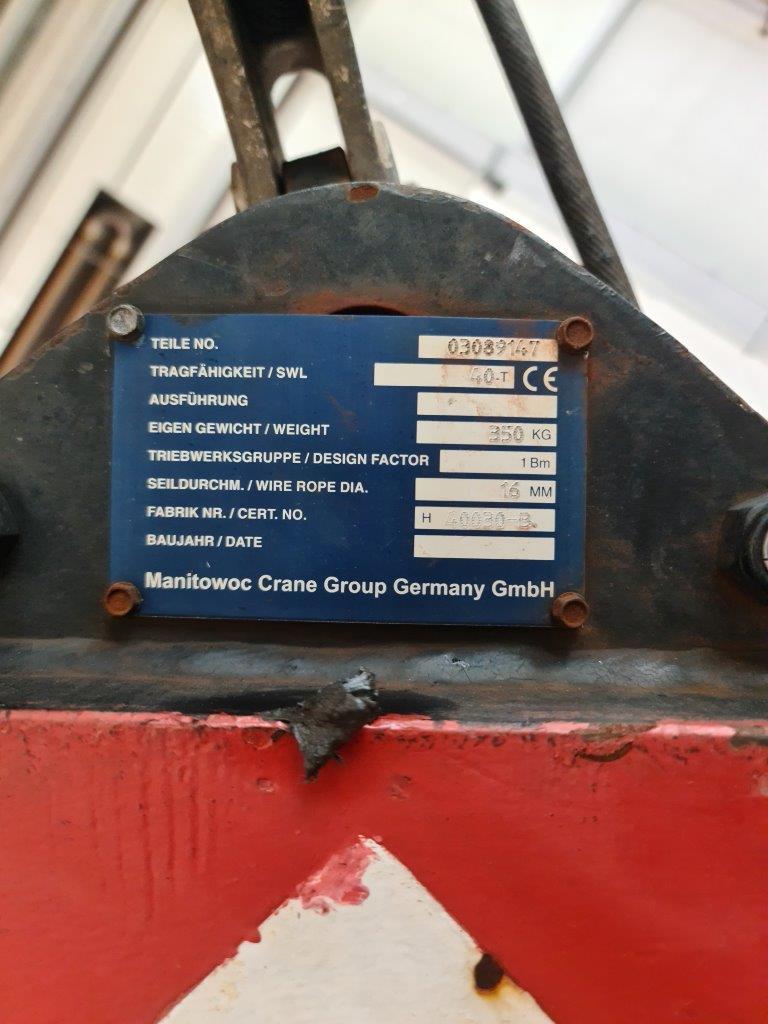 TEILE NO. 03089147
TRAGFÄHIGKEIT / SWL 40-T CE
AUSFÜHRUNG
EIGEN GEWICHT / WEIGHT 350 KG
TRIEBWERKSGRUPPE / DESIGN FACTOR 1 Bm
SEILDURCHM. / WIRE ROPE DIA. 16 MM
FABRIK NR. / CERT. NO. H 40030-B.
BAUJAHR / DATE
Manitowoc Crane Group Germany GmbH